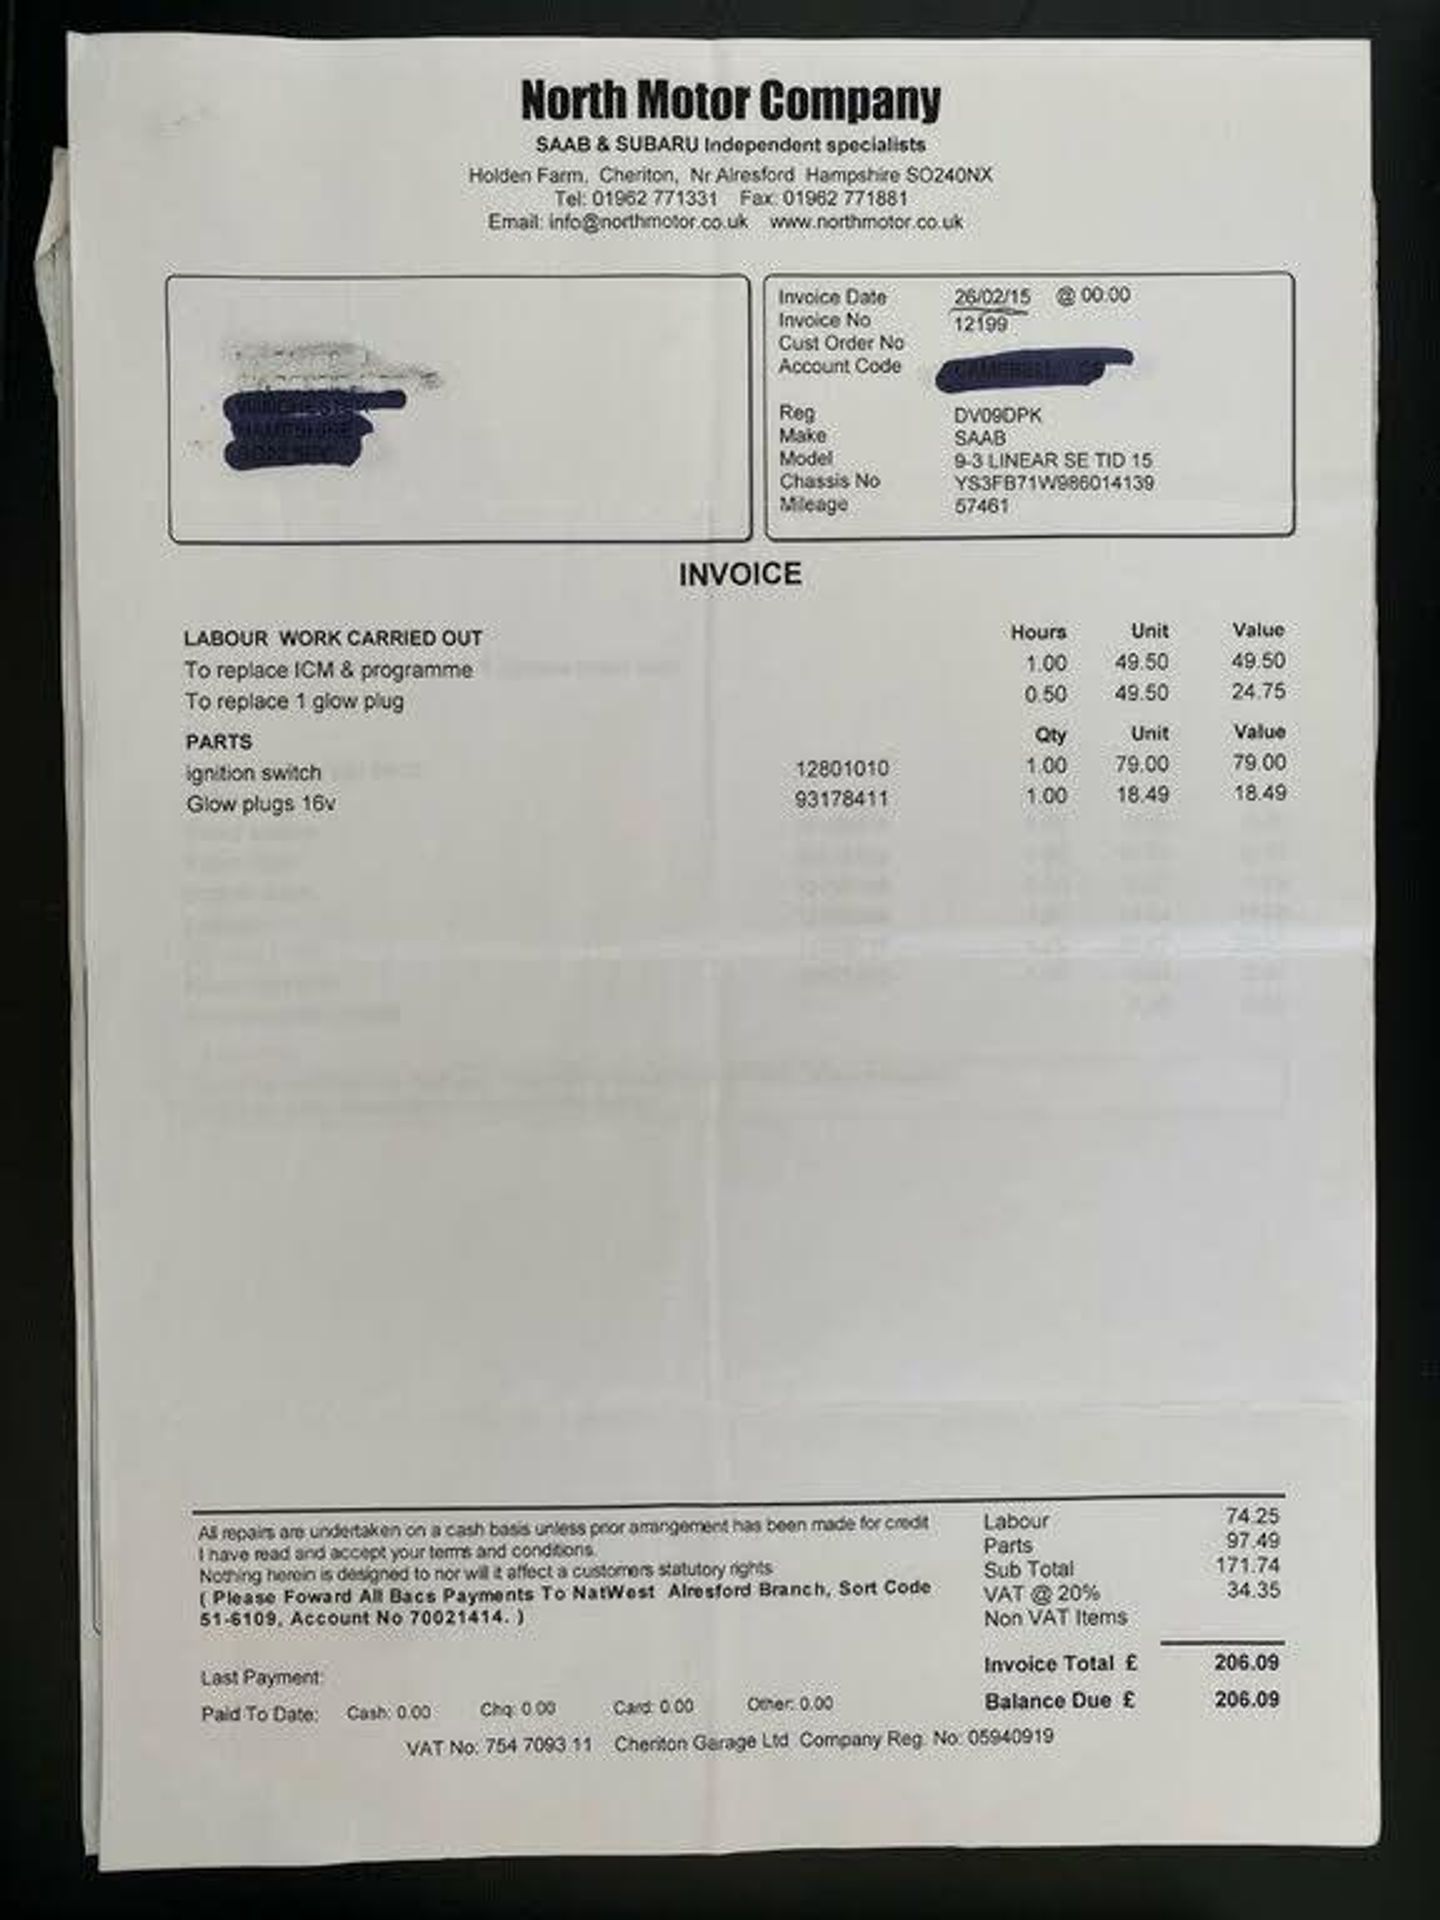 North Motor Company
SAAB & SUBARU Independent specialists
Holden Farm, Cheriton, Nr Alresford Hampshire SO240NX
Tel: 01962 771331 Fax: 01962 771881
Email: info@northmotor.co.uk www.northmotor.co.uk
Invoice Date 26/02/15 @ 00:00
Invoice No 12199
Cust Order No
Account Code
Reg DV09DPK
Make SAAB
Model 9-3 LINEAR SE TID 15
Chassis No YS3FB71W986014139
Mileage 57461
INVOICE
LABOUR WORK CARRIED OUT Hours Unit Value
To replace ICM & programme 1.00 49.50 49.50
To replace 1 glow plug 0.50 49.50 24.75
PARTS Qty Unit Value
ignition switch 12801010 1.00 79.00 79.00
Glow plugs 16v 93178411 1.00 18.49 18.49
All repairs are undertaken on a cash basis unless prior arrangement has been made for credit
I have read and accept your terms and conditions.
Nothing herein is designed to nor will it affect a customers statutory rights
( Please Foward All Bacs Payments To NatWest Alresford Branch, Sort Code
51-6109, Account No 70021414. )
Labour 74.25
Parts 97.49
Sub Total 171.74
VAT @ 20% 34.35
Non VAT Items
Invoice Total £ 206.09
Balance Due £ 206.09
Last Payment:
Paid To Date: Cash: 0.00 Chq: 0.00 Card: 0.00 Other: 0.00
VAT No: 754 7093 11 Cheriton Garage Ltd Company Reg. No: 05940919